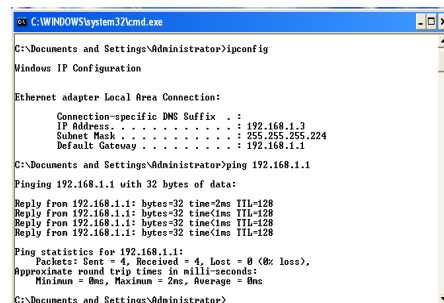 C:\WINDOWS\system32\cmd.exe
C:\Documents and Settings\Administrator>ipconfig
Windows IP Configuration
Ethernet adapter Local Area Connection:
Connection-specific DNS Suffix . :
IP Address. . . . . . . . . . . . : 192.168.1.3
Subnet Mask . . . . . . . . . . . : 255.255.255.224
Default Gateway . . . . . . . . . : 192.168.1.1
C:\Documents and Settings\Administrator>ping 192.168.1.1
Pinging 192.168.1.1 with 32 bytes of data:
Reply from 192.168.1.1: bytes=32 time=2ms TTL=128
Reply from 192.168.1.1: bytes=32 time<1ms TTL=128
Reply from 192.168.1.1: bytes=32 time<1ms TTL=128
Reply from 192.168.1.1: bytes=32 time<1ms TTL=128
Ping statistics for 192.168.1.1:
Packets: Sent = 4, Received = 4, Lost = 0 (0% loss),
Approximate round trip times in milli-seconds:
Minimum = 0ms, Maximum = 2ms, Average = 0ms
C:\Documents and Settings\Administrator>